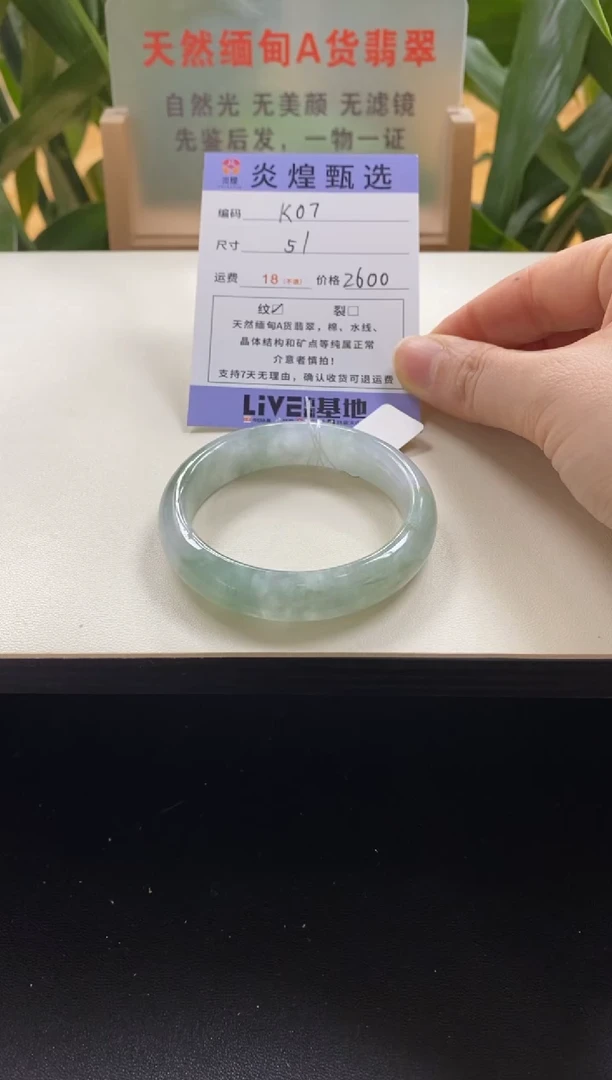 天然缅甸A货翡翠
自然光 无美颜 无滤镜
先鉴后发，一物一证
炎煌甄选
编码 K07
尺寸 51
运费 18（不退） 价格 2600
纹☑ 裂□
天然缅甸A货翡翠，棉、水线、
晶体结构和矿点等纯属正常
介意者慎拍！
支持7天无理由，确认收货可退运费
LiVE基地